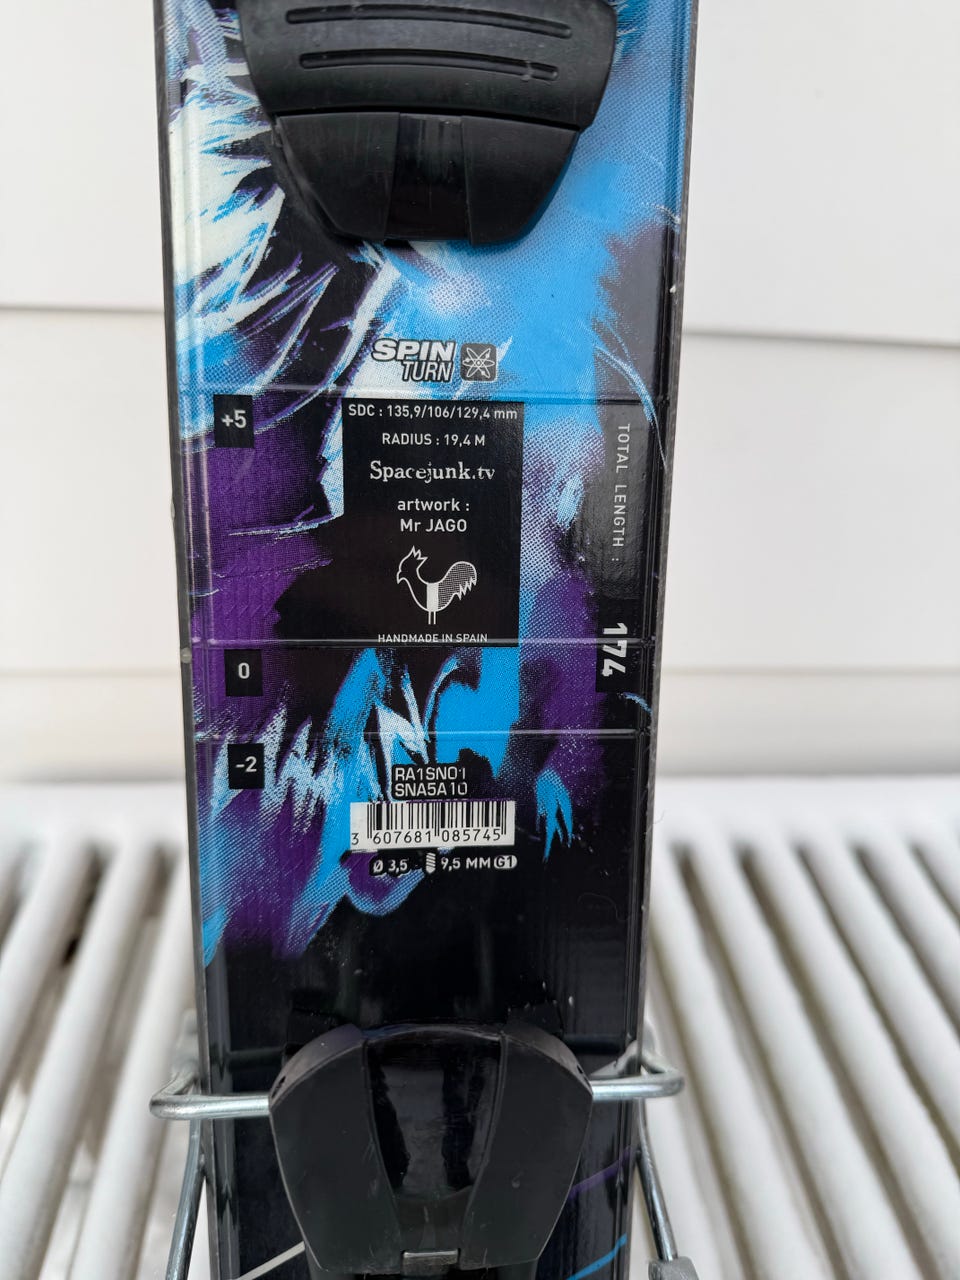 SPIN
TURN
+5
SDC : 135,9/106/129,4 mm
RADIUS : 19,4 M
Spacejunk.tv
artwork :
Mr JAGO
HANDMADE IN SPAIN
TOTAL LENGTH :
174
0
-2
RA1SN01
SNA5A10
3 607681 085745
Ø 3,5 9,5 MM G1